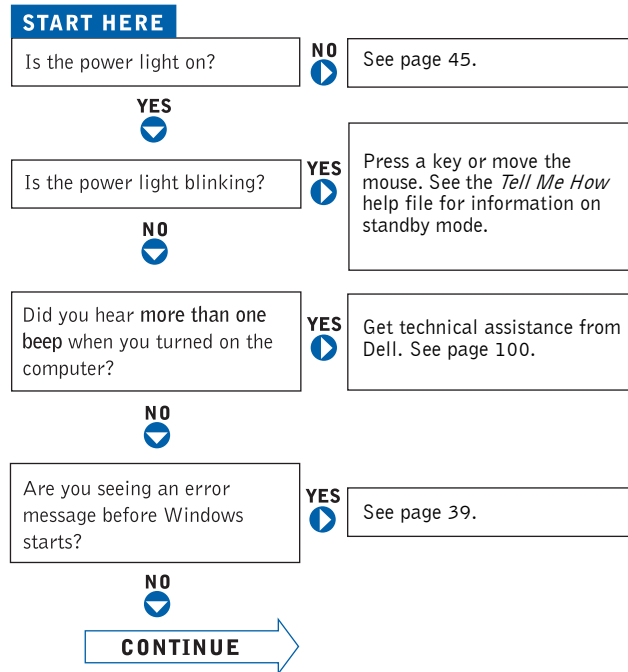 START HERE
Is the power light on?
NO
See page 45.
YES
Is the power light blinking?
YES
Press a key or move the
mouse. See the Tell Me How
help file for information on
standby mode.
NO
Did you hear more than one
beep when you turned on the
computer?
YES
Get technical assistance from
Dell. See page 100.
NO
Are you seeing an error
message before Windows
starts?
YES
See page 39.
NO
CONTINUE